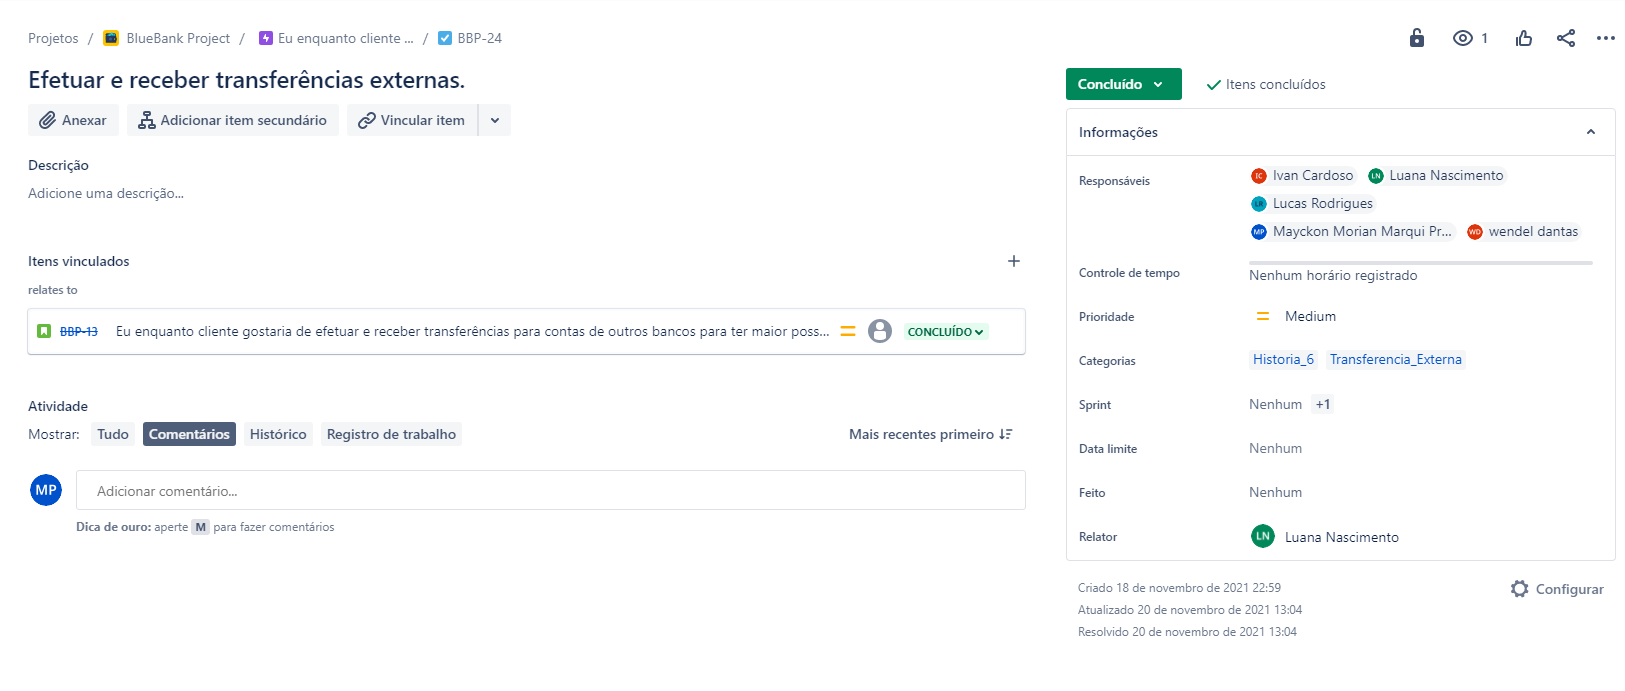 Projetos / BlueBank Project / Eu enquanto cliente ... / BBP-24
1
Efetuar e receber transferências externas.
Anexar
Adicionar item secundário
Vincular item
Descrição
Adicione uma descrição...
Itens vinculados
relates to
BBP-13 Eu enquanto cliente gostaria de efetuar e receber transferências para contas de outros bancos para ter maior poss... CONCLUÍDO
Atividade
Mostrar: Tudo Comentários Histórico Registro de trabalho Mais recentes primeiro
MP Adicionar comentário...
Dica de ouro: aperte M para fazer comentários
Concluído Itens concluídos
Informações
Responsáveis
IC Ivan Cardoso LN Luana Nascimento
LR Lucas Rodrigues
MP Mayckon Morian Marqui Pr... WD wendel dantas
Controle de tempo Nenhum horário registrado
Prioridade Medium
Categorias Historia_6 Transferencia_Externa
Sprint Nenhum +1
Data limite Nenhum
Feito Nenhum
Relator LN Luana Nascimento
Criado 18 de novembro de 2021 22:59
Atualizado 20 de novembro de 2021 13:04
Resolvido 20 de novembro de 2021 13:04
Configurar